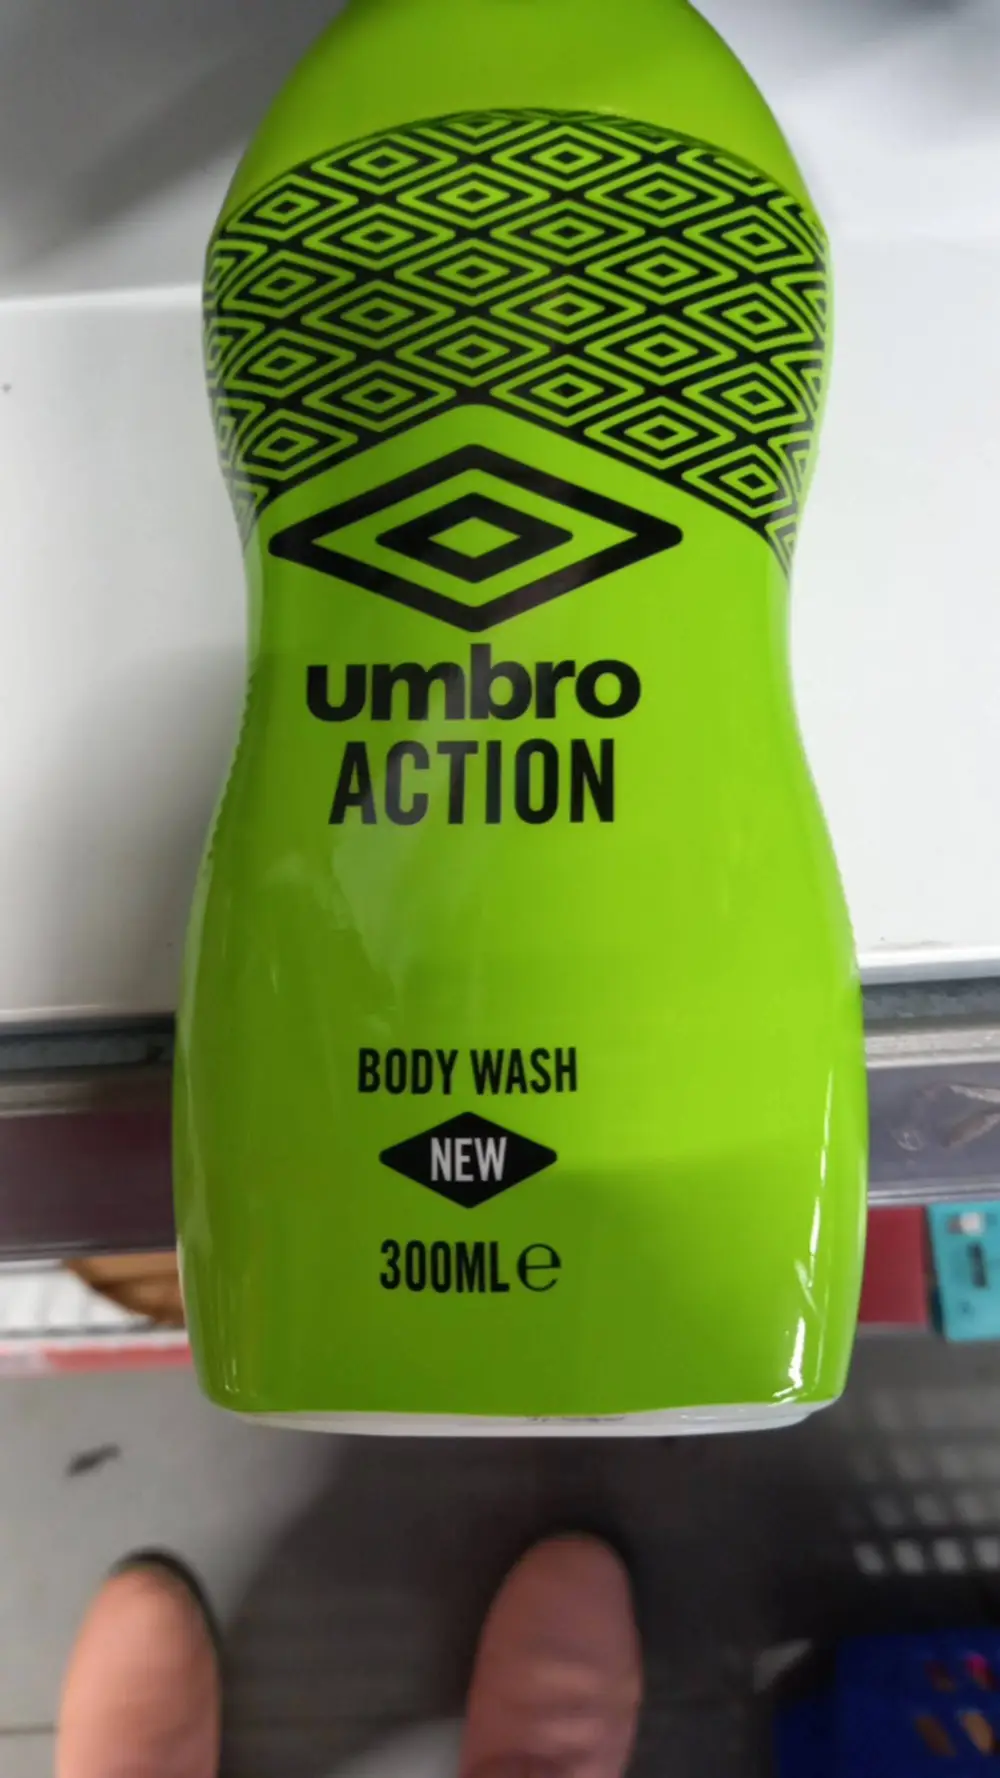 umbro
ACTION
BODY WASH
NEW
300ML e